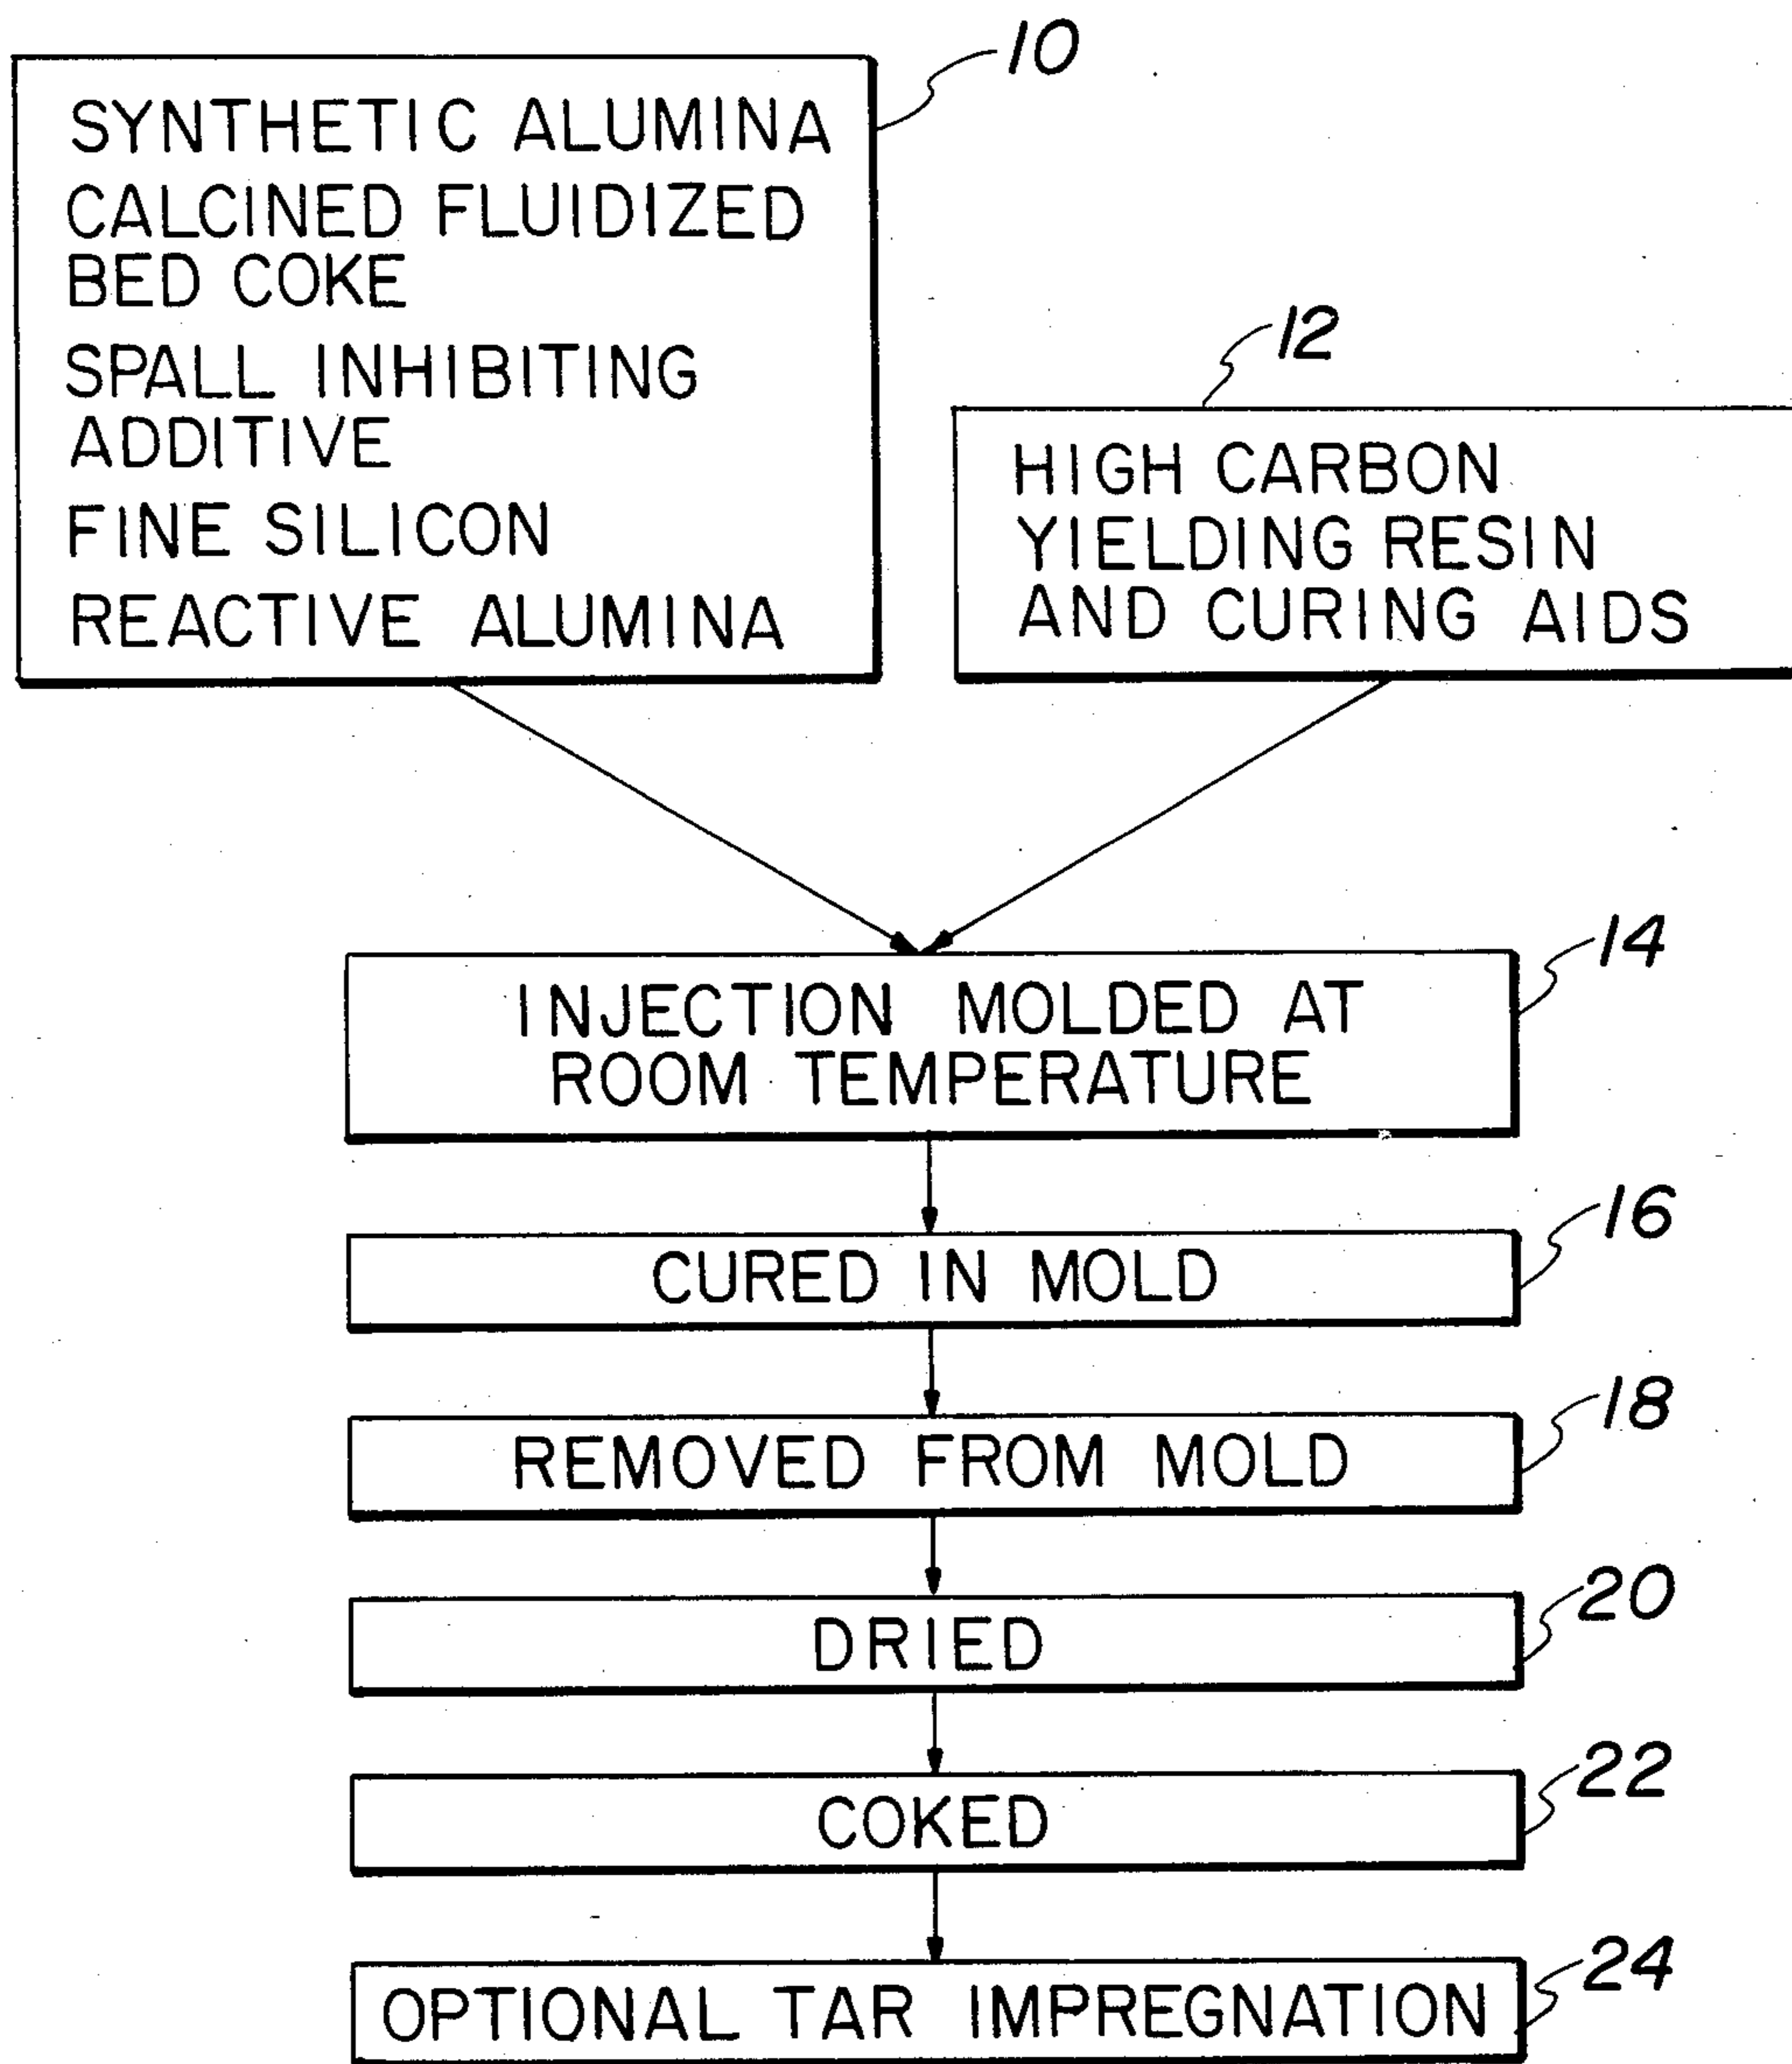 10
SYNTHETIC ALUMINA
CALCINED FLUIDIZED
BED COKE
SPALL INHIBITING
ADDITIVE
FINE SILICON
REACTIVE ALUMINA
12
HIGH CARBON
YIELDING RESIN
AND CURING AIDS
14
INJECTION MOLDED AT
ROOM TEMPERATURE
16
CURED IN MOLD
18
REMOVED FROM MOLD
20
DRIED
22
COKED
24
OPTIONAL TAR IMPREGNATION